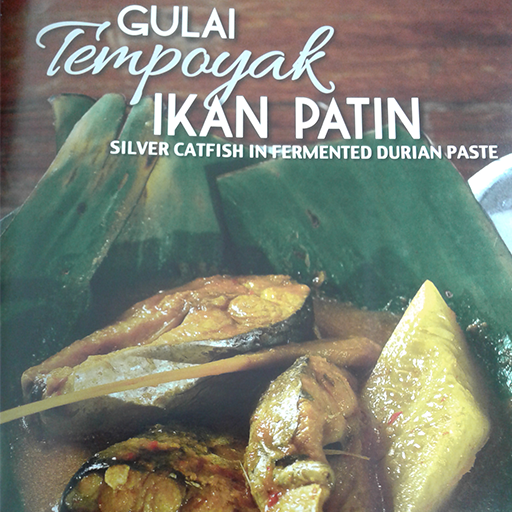 GULAI
Tempoyak
IKAN PATIN
SILVER CATFISH IN FERMENTED DURIAN PASTE